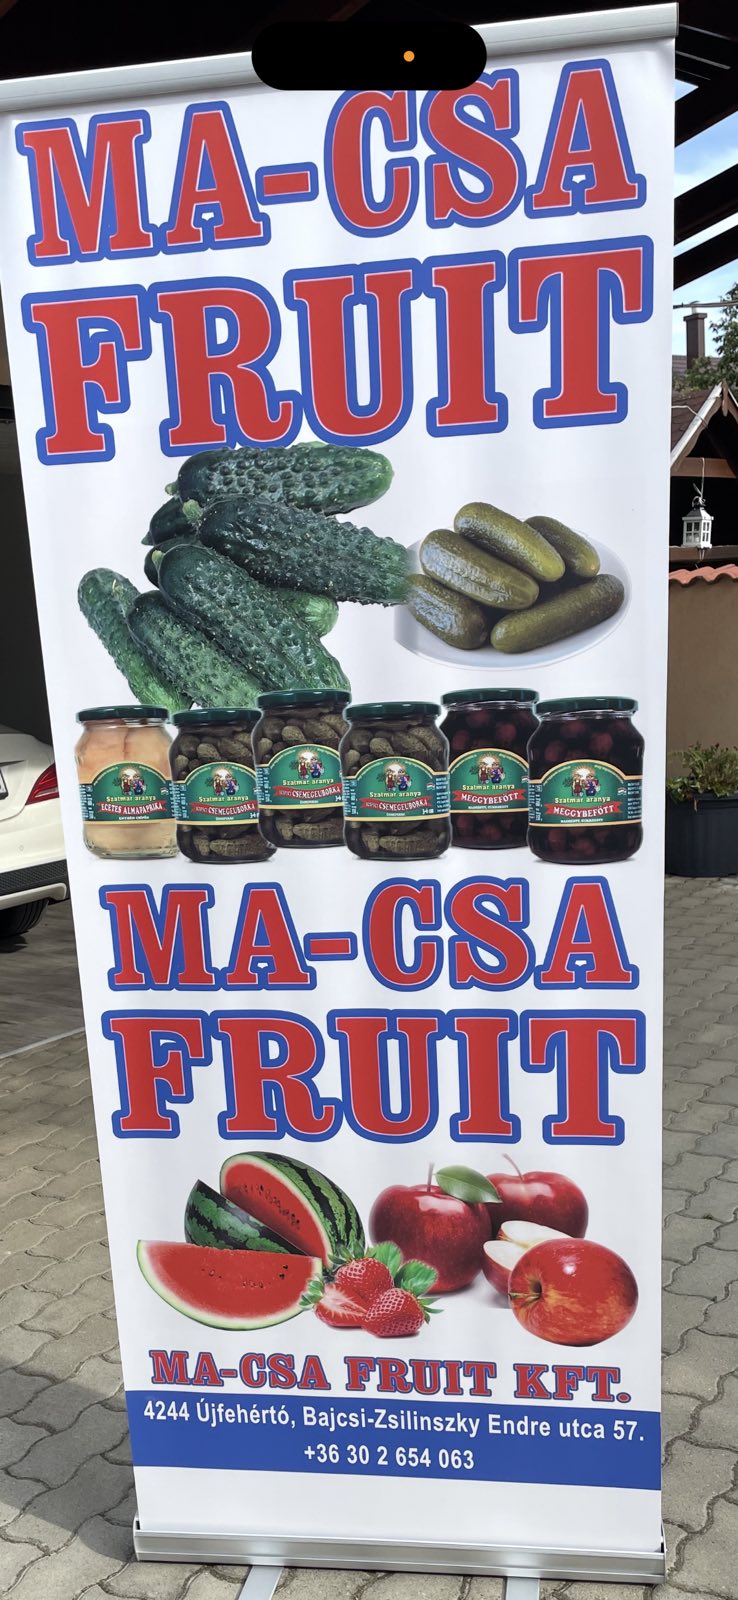 MA-CSA
FRUIT
Szatmár aranya
ECETES ALMAPAPRIKA
Szatmár aranya
CSEMEGEUBORKA
Szatmár aranya
CSEMEGEUBORKA
Szatmár aranya
CSEMEGEUBORKA
Szatmár aranya
MEGGYBEFŐTT
Szatmár aranya
MEGGYBEFŐTT
MA-CSA
FRUIT
MA-CSA FRUIT KFT.
4244 Újfehértó, Bajcsi-Zsilinszky Endre utca 57.
+36 30 2 654 063